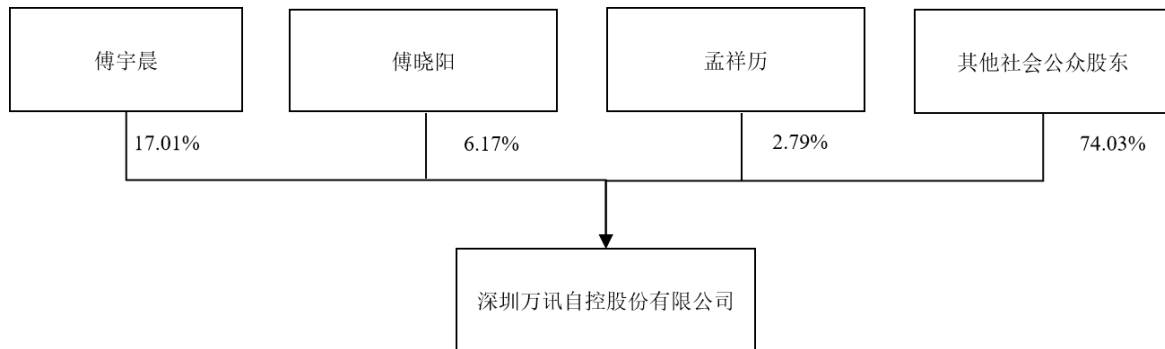 傅宇晨
傅晓阳
孟祥历
其他社会公众股东
17.01%
6.17%
2.79%
74.03%
深圳万讯自控股份有限公司